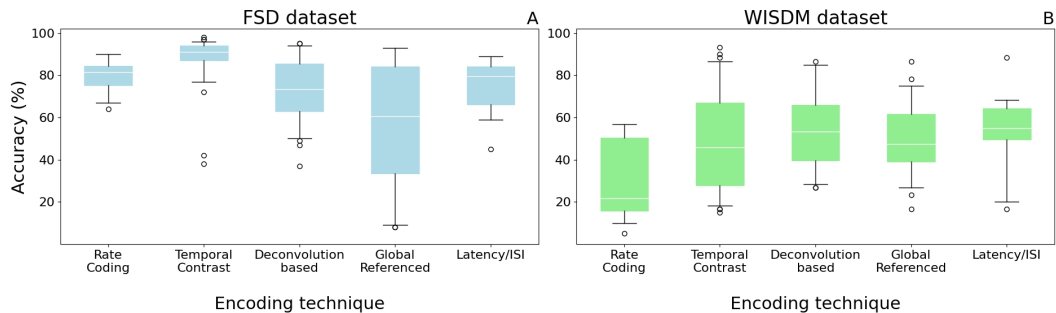 FSD dataset
A
Accuracy (%)
100
80
60
40
20
Rate
Coding
Temporal
Contrast
Deconvolution
based
Global
Referenced
Latency/ISI
Encoding technique
WISDM dataset
B
100
80
60
40
20
Rate
Coding
Temporal
Contrast
Deconvolution
based
Global
Referenced
Latency/ISI
Encoding technique